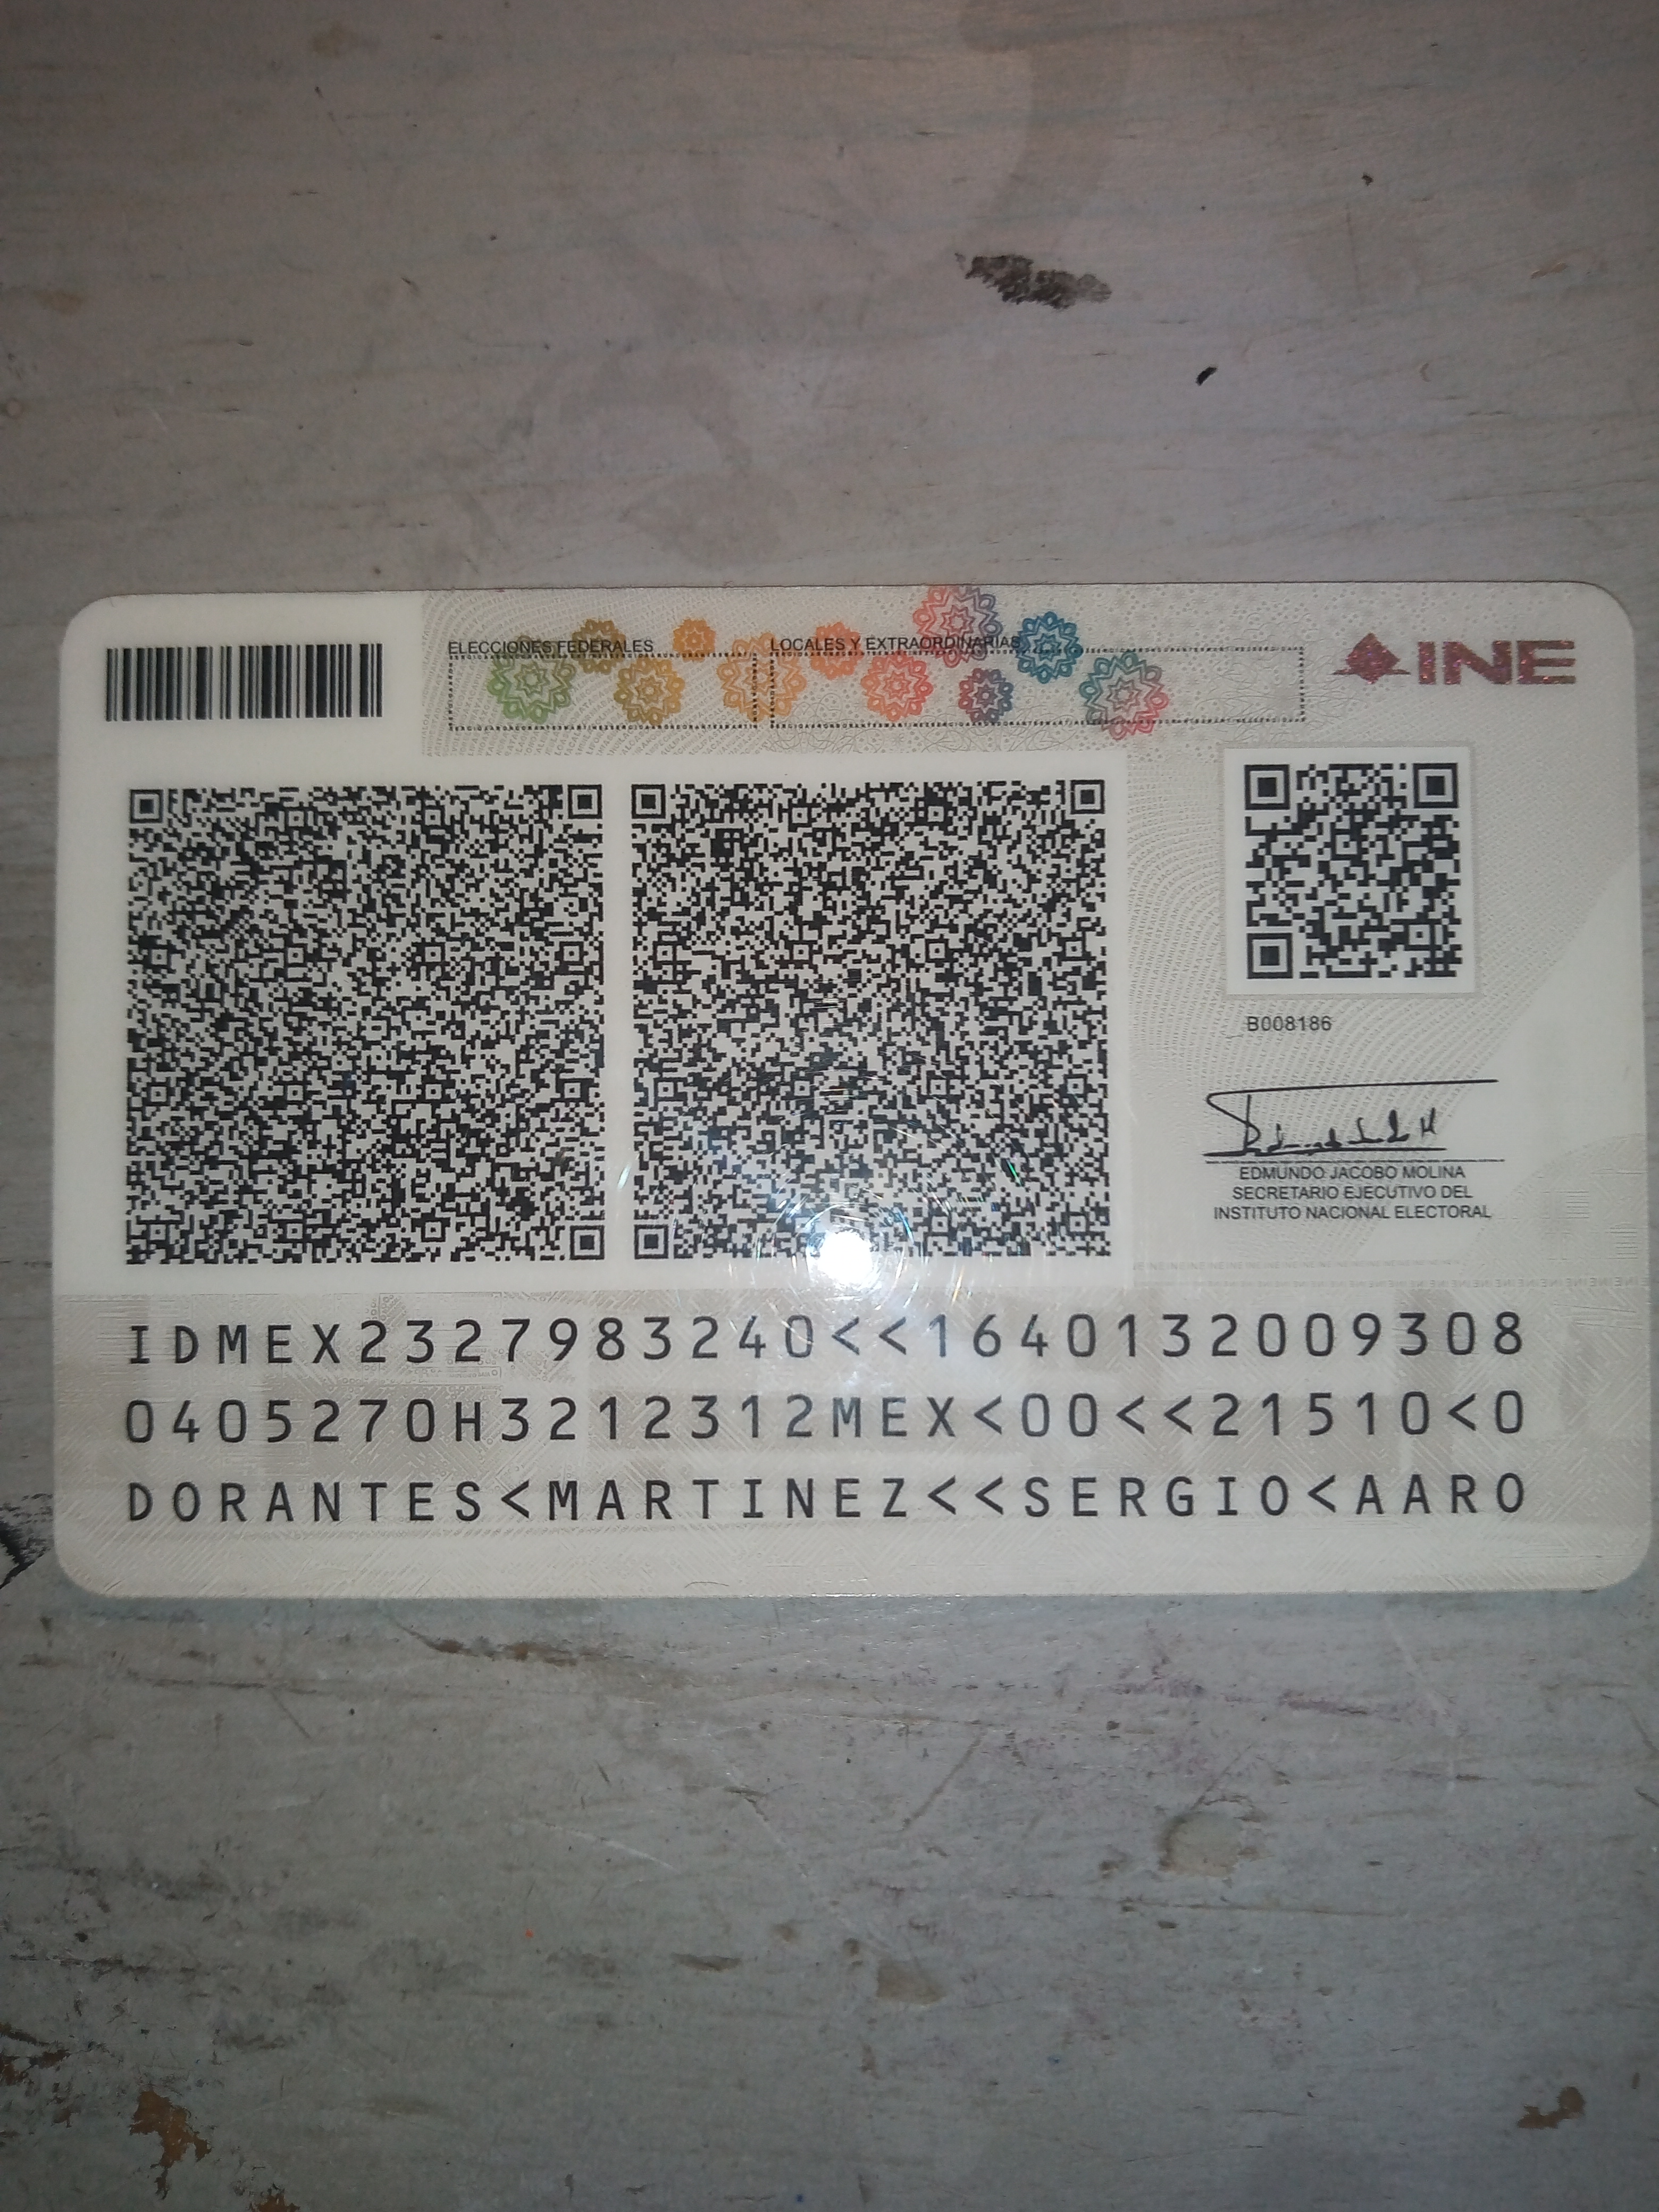 ELECCIONES FEDERALES
LOCALES Y EXTRAORDINARIAS
INE
B008186
EDMUNDO JACOBO MOLINA
SECRETARIO EJECUTIVO DEL
INSTITUTO NACIONAL ELECTORAL
IDMEX2327983240<<1640132009308
0405270H3212312MEX<00<<21510<0
DORANTES<MARTINEZ<<SERGIO<AARO